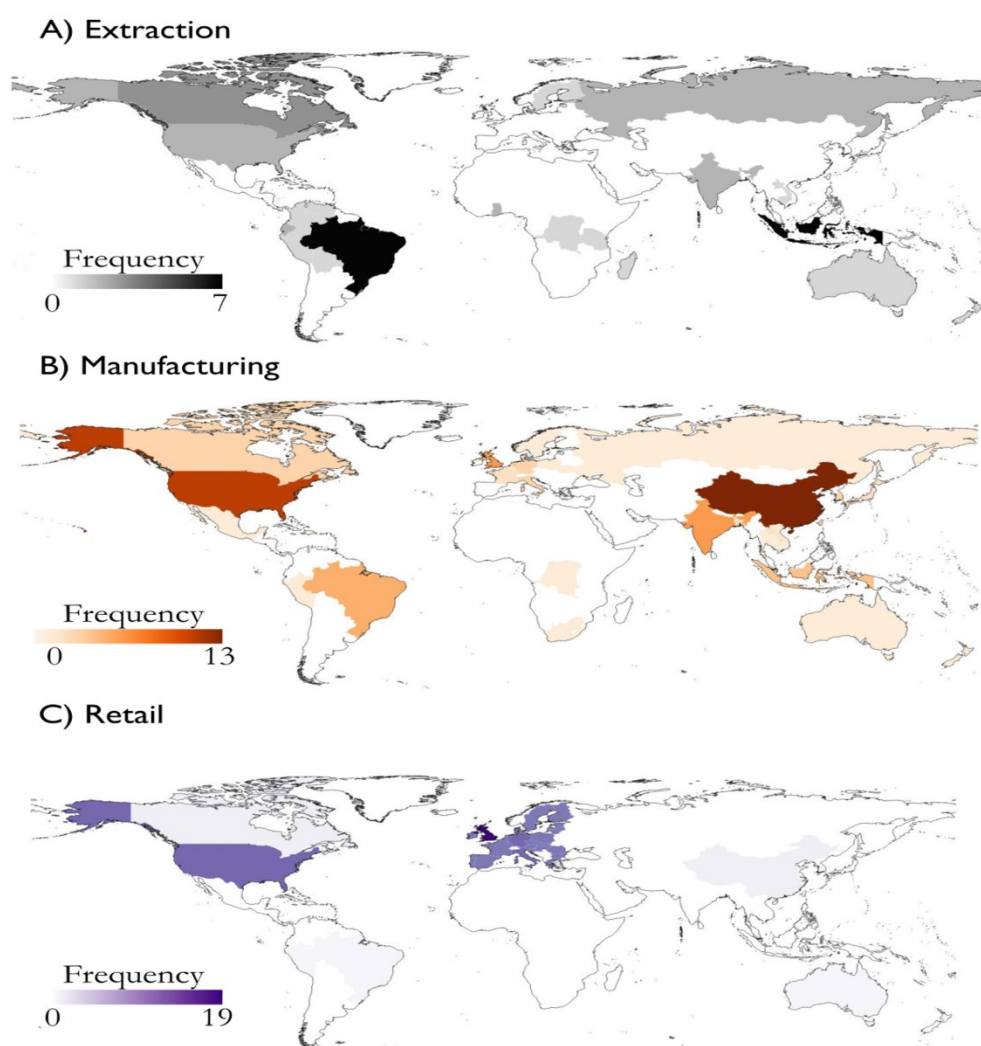 A) Extraction
Frequency
0 7
B) Manufacturing
Frequency
0 13
C) Retail
Frequency
0 19